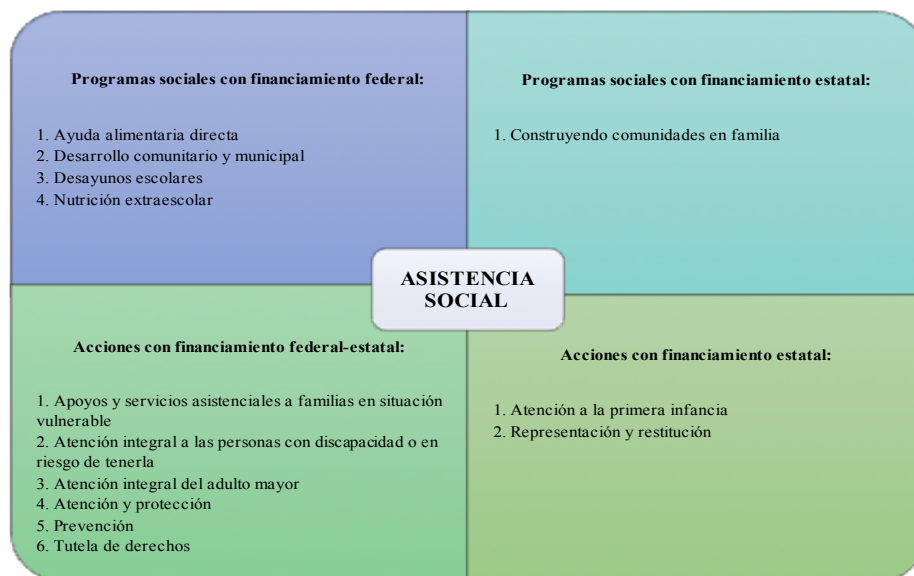 Programas sociales con financiamiento federal:
1. Ayuda alimentaria directa
2. Desarrollo comunitario y municipal
3. Desayunos escolares
4. Nutrición extraescolar
Programas sociales con financiamiento estatal:
1. Construyendo comunidades en familia
ASISTENCIA
SOCIAL
Acciones con financiamiento federal-estatal:
1. Apoyos y servicios asistenciales a familias en situación
vulnerable
2. Atención integral a las personas con discapacidad o en
riesgo de tenerla
3. Atención integral del adulto mayor
4. Atención y protección
5. Prevención
6. Tutela de derechos
Acciones con financiamiento estatal:
1. Atención a la primera infancia
2. Representación y restitución